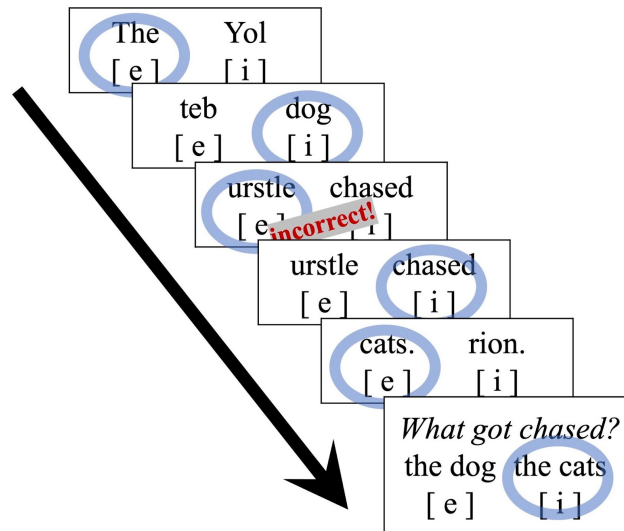 The Yol
[ e ] [ i ]
teb dog
[ e ] [ i ]
urstle chased
[ e ] [ i ]
incorrect!
urstle chased
[ e ] [ i ]
cats. rion.
[ e ] [ i ]
What got chased?
the dog the cats
[ e ] [ i ]